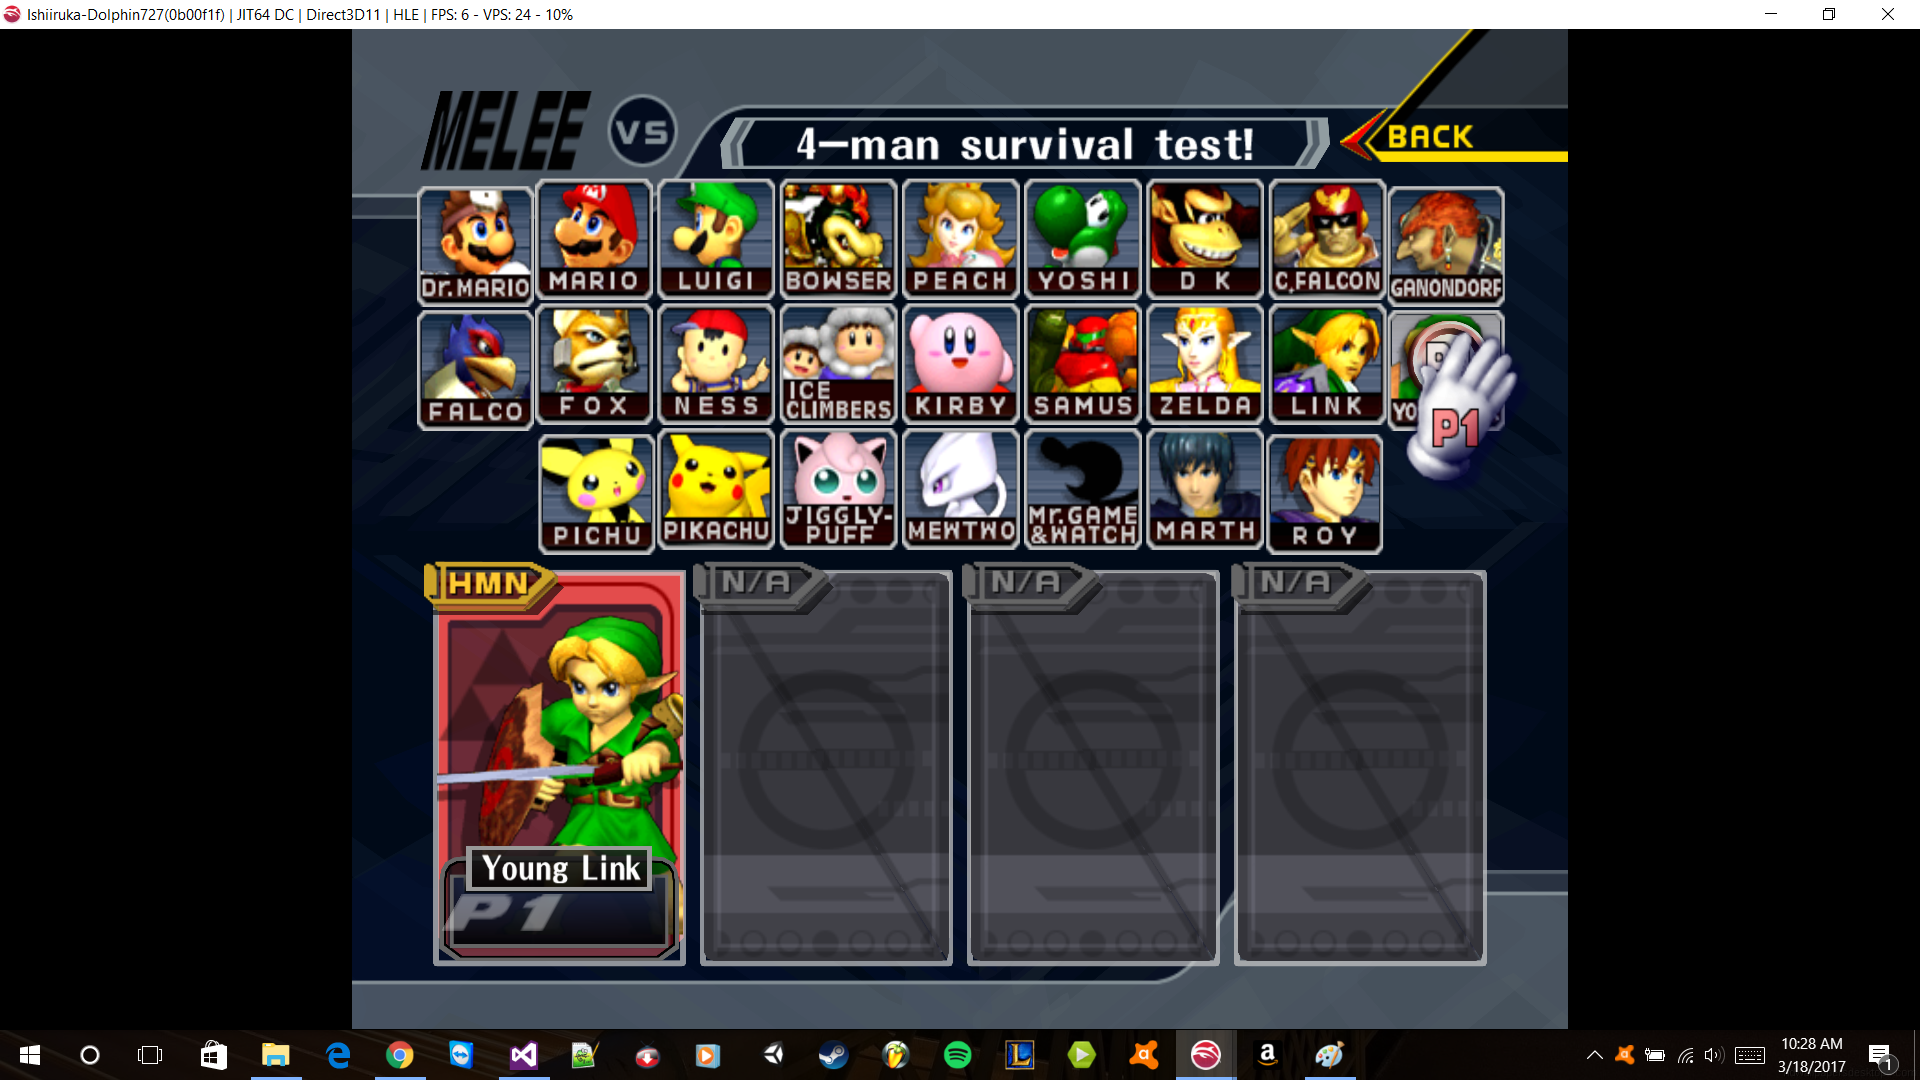 Ishiiruka-Dolphin727(0b00f1f) | JIT64 DC | Direct3D11 | HLE | FPS: 6 - VPS: 24 - 10%
MELEE VS 4-man survival test! BACK
Dr.MARIO MARIO LUIGI BOWSER PEACH YOSHI D K C.FALCON GANONDORF
FALCO FOX NESS ICE CLIMBERS KIRBY SAMUS ZELDA LINK YO
P1
PICHU PIKACHU JIGGLY-PUFF MEWTWO Mr.GAME &WATCH MARTH ROY
HMN N/A N/A N/A
Young Link
P1
10:28 AM
3/18/2017
1